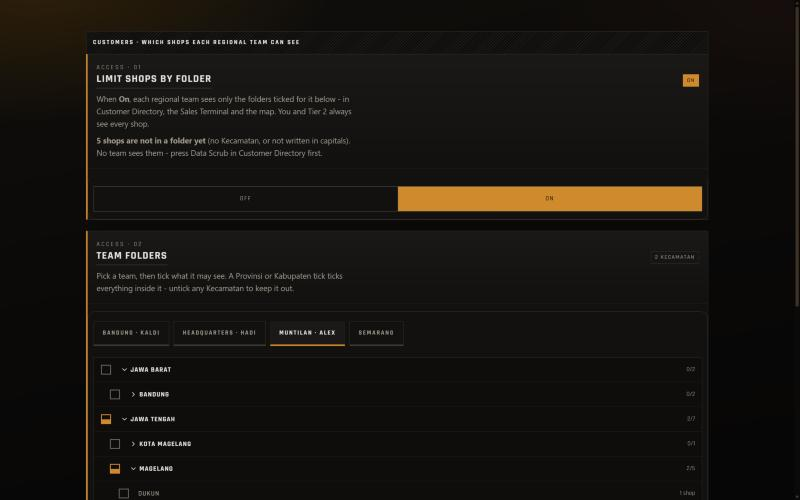 CUSTOMERS · WHICH SHOPS EACH REGIONAL TEAM CAN SEE
ACCESS · 01
LIMIT SHOPS BY FOLDER
ON
When On, each regional team sees only the folders ticked for it below - in
Customer Directory, the Sales Terminal and the map. You and Tier 2 always
see every shop.
5 shops are not in a folder yet (no Kecamatan, or not written in capitals).
No team sees them - press Data Scrub in Customer Directory first.
OFF
ON
ACCESS · 02
TEAM FOLDERS
2 KECAMATAN
Pick a team, then tick what it may see. A Provinsi or Kabupaten tick ticks
everything inside it - untick any Kecamatan to keep it out.
BANDUNG · KALDI
HEADQUARTERS · HADI
MUNTILAN · ALEX
SEMARANG
JAWA BARAT 0/2
BANDUNG 0/2
JAWA TENGAH 2/7
KOTA MAGELANG 0/1
MAGELANG 2/5
DUKUN 1 shop